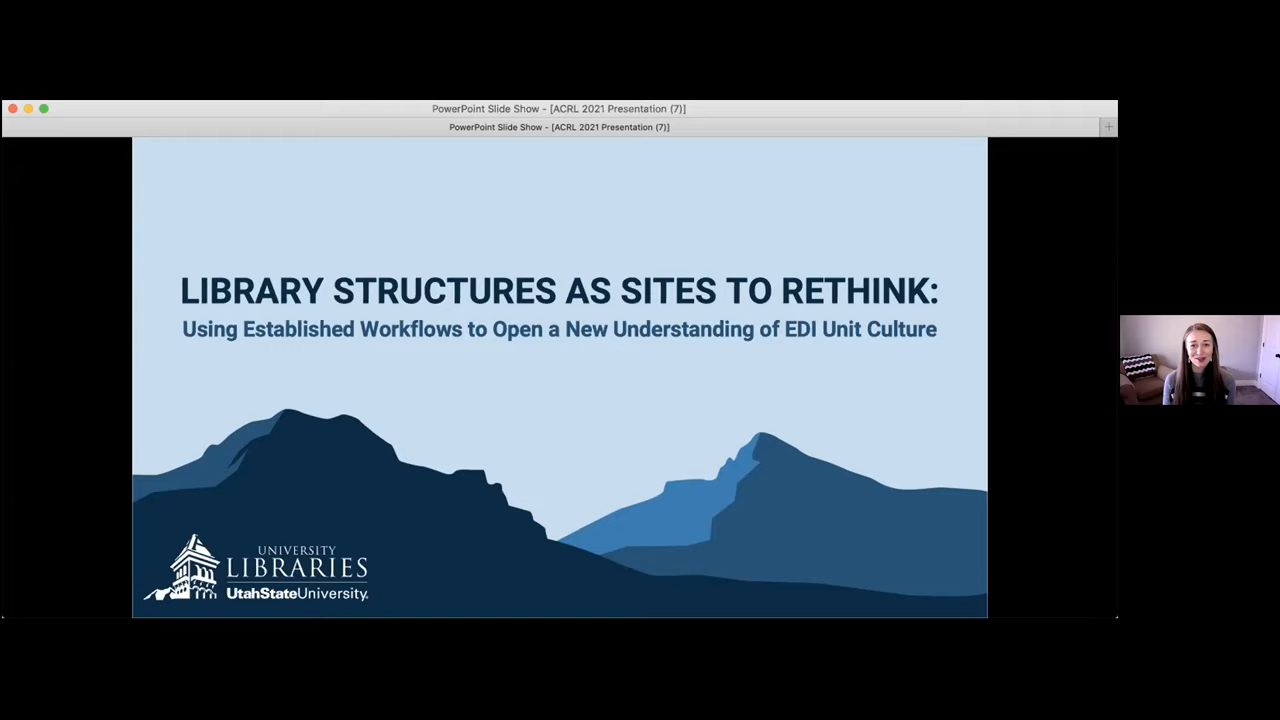 PowerPoint Slide Show - [ACRL 2021 Presentation (7)]
PowerPoint Slide Show - [ACRL 2021 Presentation (7)]
LIBRARY STRUCTURES AS SITES TO RETHINK:
Using Established Workflows to Open a New Understanding of EDI Unit Culture
UNIVERSITY
LIBRARIES
UtahStateUniversity®